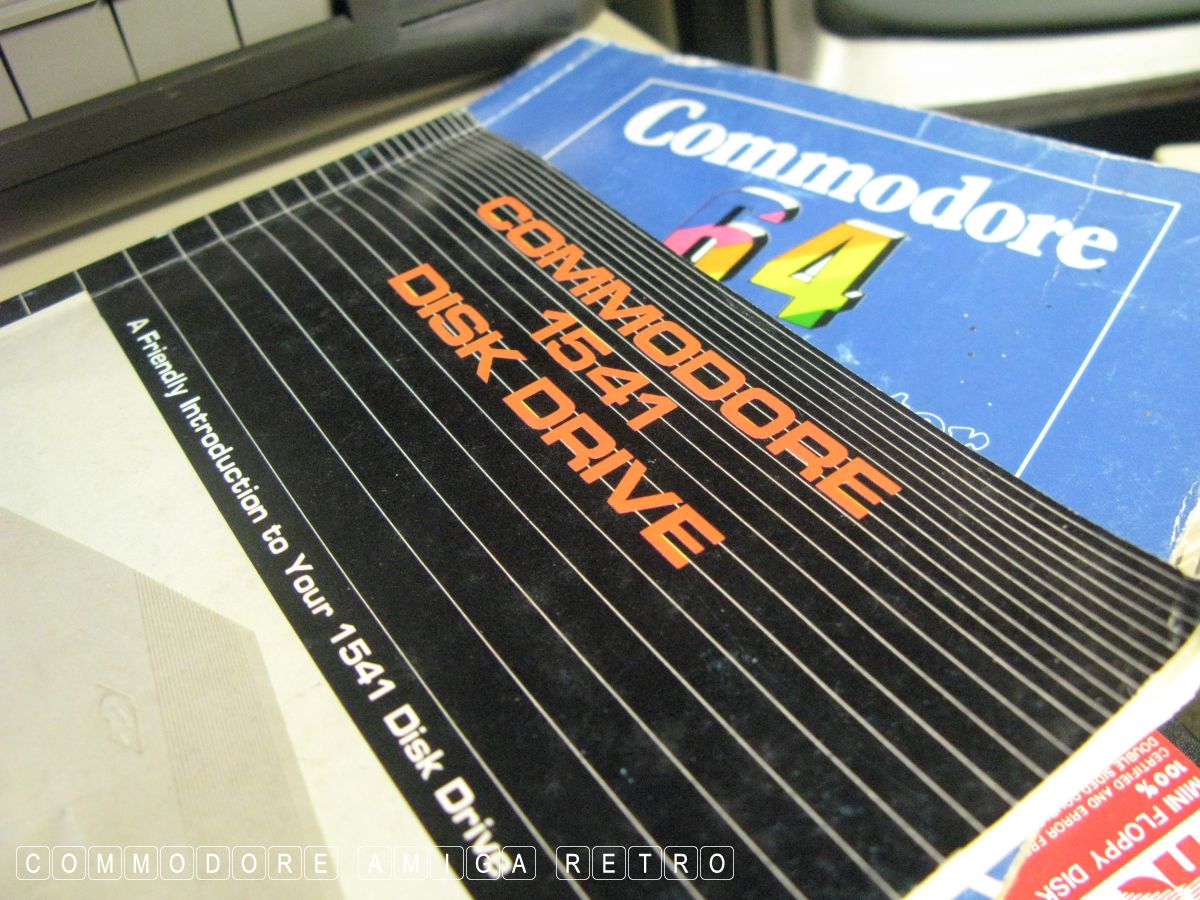 Commodore
64
COMMODORE
1541
DISK DRIVE
A Friendly Introduction to Your 1541 Disk Drive
MINI FLOPPY DISK
100%
CERTIFIED AND ERROR
DOUBLE SIDED
COMMODORE AMIGA RETRO